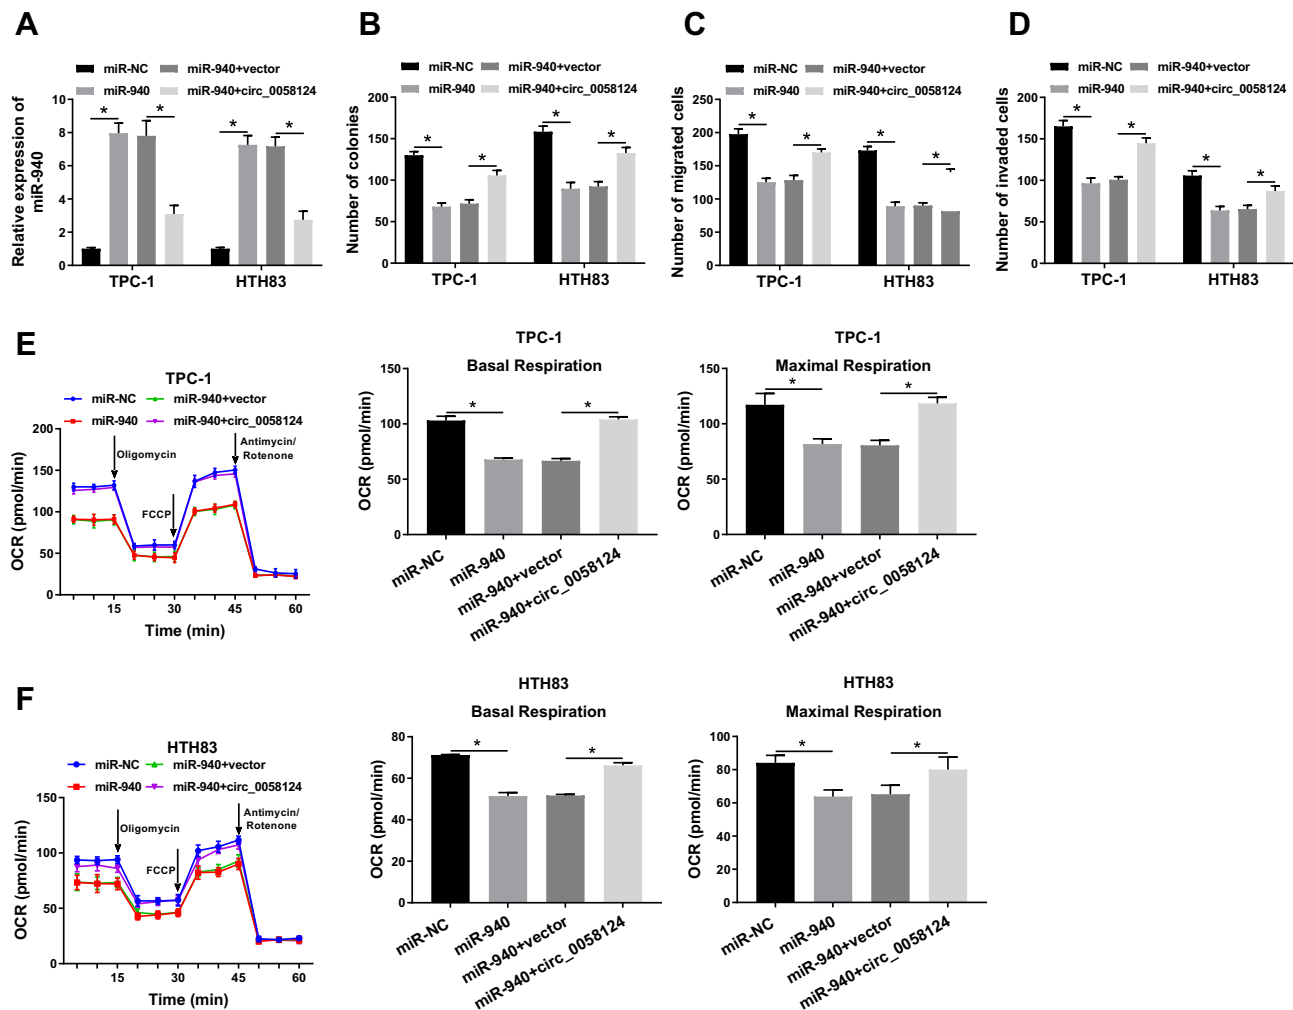 A
miR-NC
miR-940+vector
miR-940
miR-940+circ_0058124
Relative expression of
miR-940
10
8
6
4
2
0
*
*
*
*
TPC-1
HTH83
B
miR-NC
miR-940+vector
miR-940
miR-940+circ_0058124
Number of colonies
200
150
100
50
0
*
*
*
*
TPC-1
HTH83
C
miR-NC
miR-940+vector
miR-940
miR-940+circ_0058124
Number of migrated cells
250
200
150
100
50
0
*
*
*
*
TPC-1
HTH83
D
miR-NC
miR-940+vector
miR-940
miR-940+circ_0058124
Number of invaded cells
200
150
100
50
0
*
*
*
*
TPC-1
HTH83
E
TPC-1
miR-NC
miR-940+vector
miR-940
miR-940+circ_0058124
OCR (pmol/min)
200
150
100
50
0
Oligomycin
FCCP
Antimycin/
Rotenone
15
30
45
60
Time (min)
TPC-1
Basal Respiration
OCR (pmol/min)
150
100
50
0
*
*
miR-NC
miR-940
miR-940+vector
miR-940+circ_0058124
TPC-1
Maximal Respiration
OCR (pmol/min)
150
100
50
0
*
*
miR-NC
miR-940
miR-940+vector
miR-940+circ_0058124
F
HTH83
miR-NC
miR-940+vector
miR-940
miR-940+circ_0058124
OCR (pmol/min)
150
100
50
0
Oligomycin
FCCP
Antimycin/
Rotenone
15
30
45
60
Time (min)
HTH83
Basal Respiration
OCR (pmol/min)
80
60
40
20
0
*
*
miR-NC
miR-940
miR-940+vector
miR-940+circ_0058124
HTH83
Maximal Respiration
OCR (pmol/min)
100
80
60
40
20
0
*
*
miR-NC
miR-940
miR-940+vector
miR-940+circ_0058124